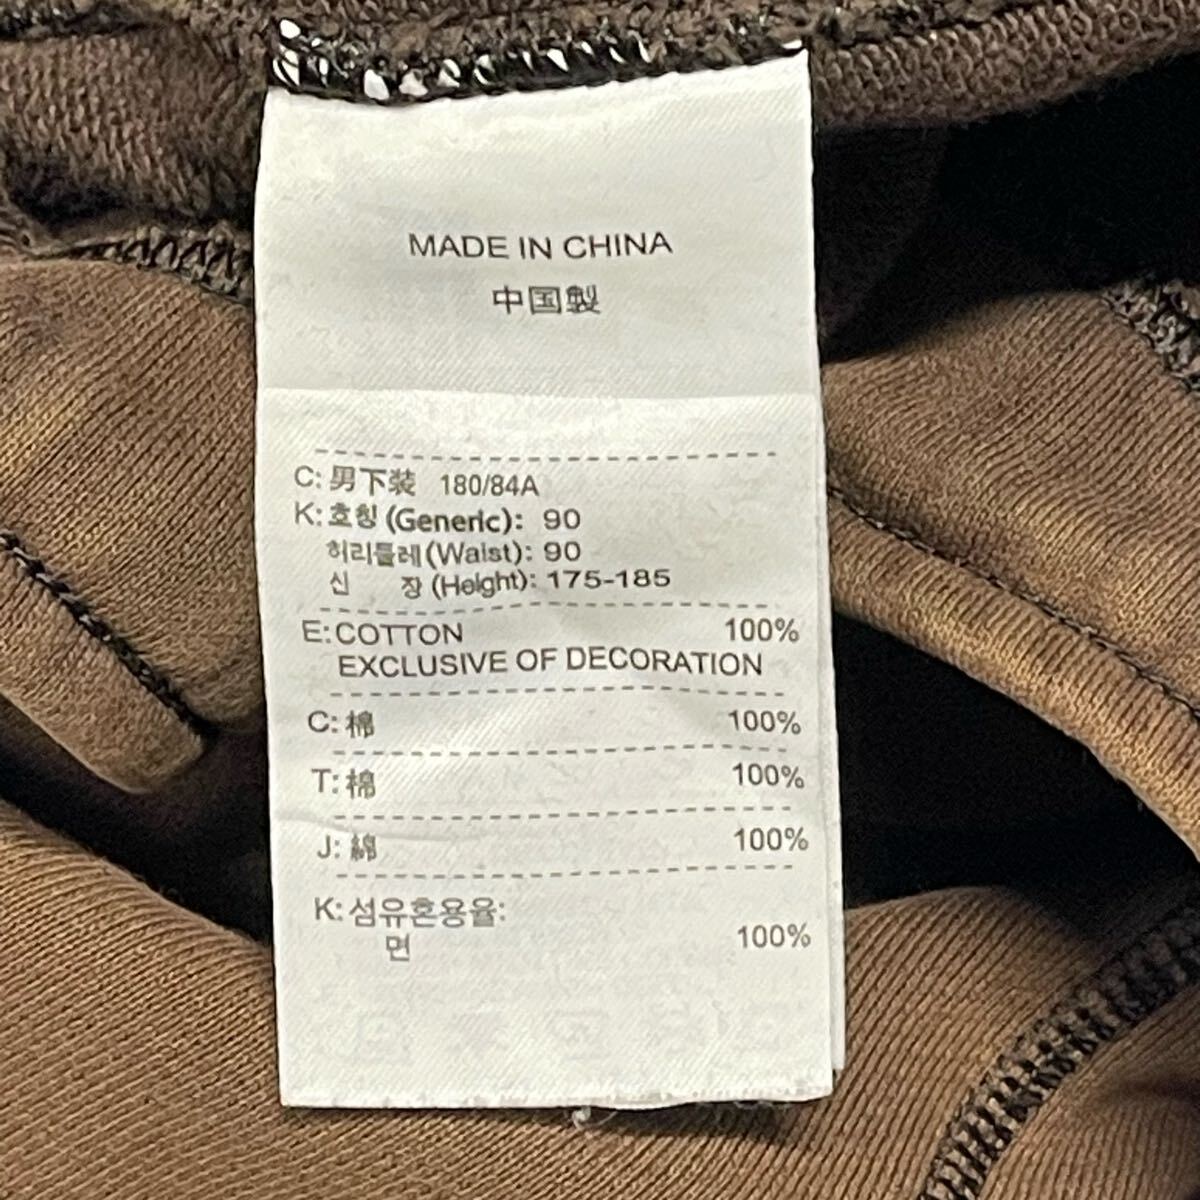 MADE IN CHINA
中国製
C: 男下装 180/84A
K: 호칭 (Generic): 90
허리둘레(Waist): 90
신 장 (Height): 175-185
E: COTTON 100%
EXCLUSIVE OF DECORATION
C: 棉 100%
T: 棉 100%
J: 綿 100%
K: 섬유혼용율:
면 100%